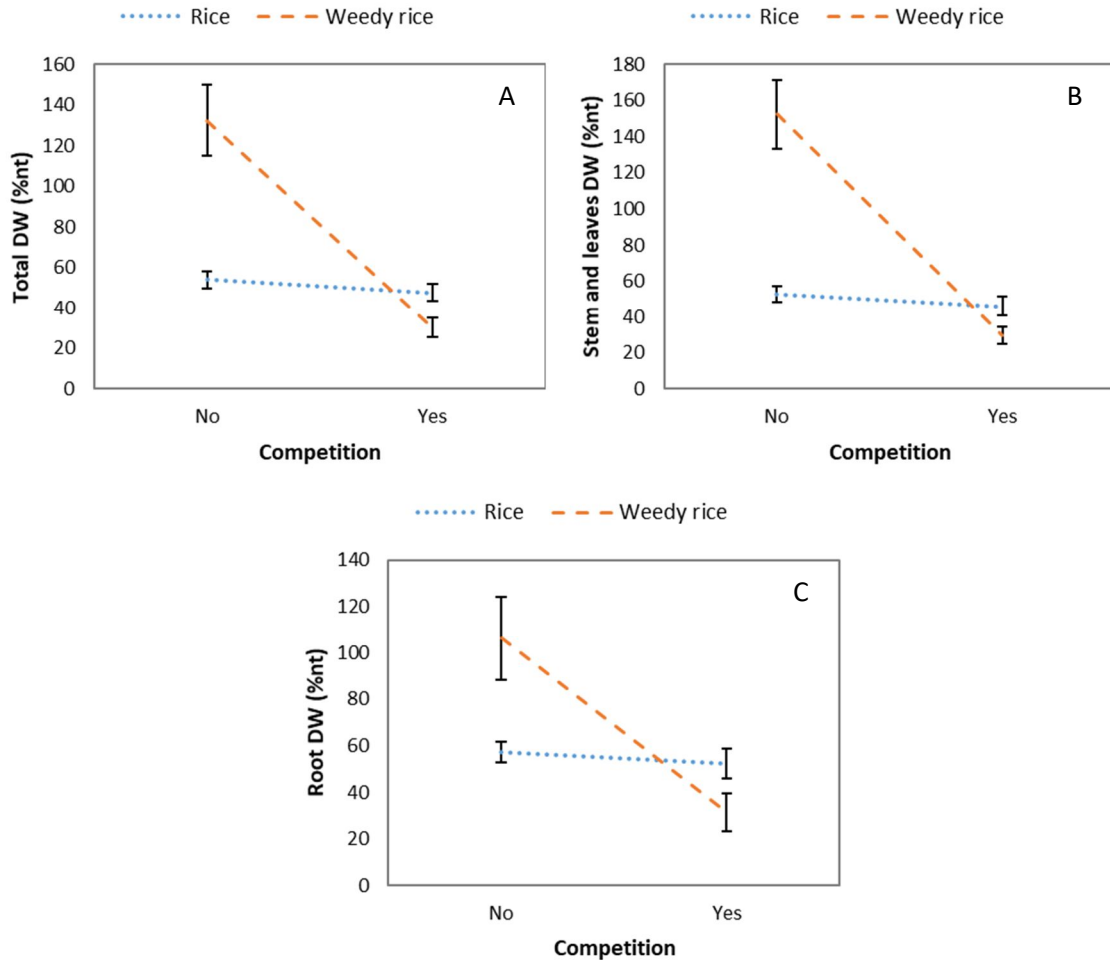 Rice Weedy rice
A
Total DW (%nt)
160
140
120
100
80
60
40
20
0
No Yes
Competition
Rice Weedy rice
B
Stem and leaves DW (%nt)
180
160
140
120
100
80
60
40
20
0
No Yes
Competition
Rice Weedy rice
C
Root DW (%nt)
140
120
100
80
60
40
20
0
No Yes
Competition